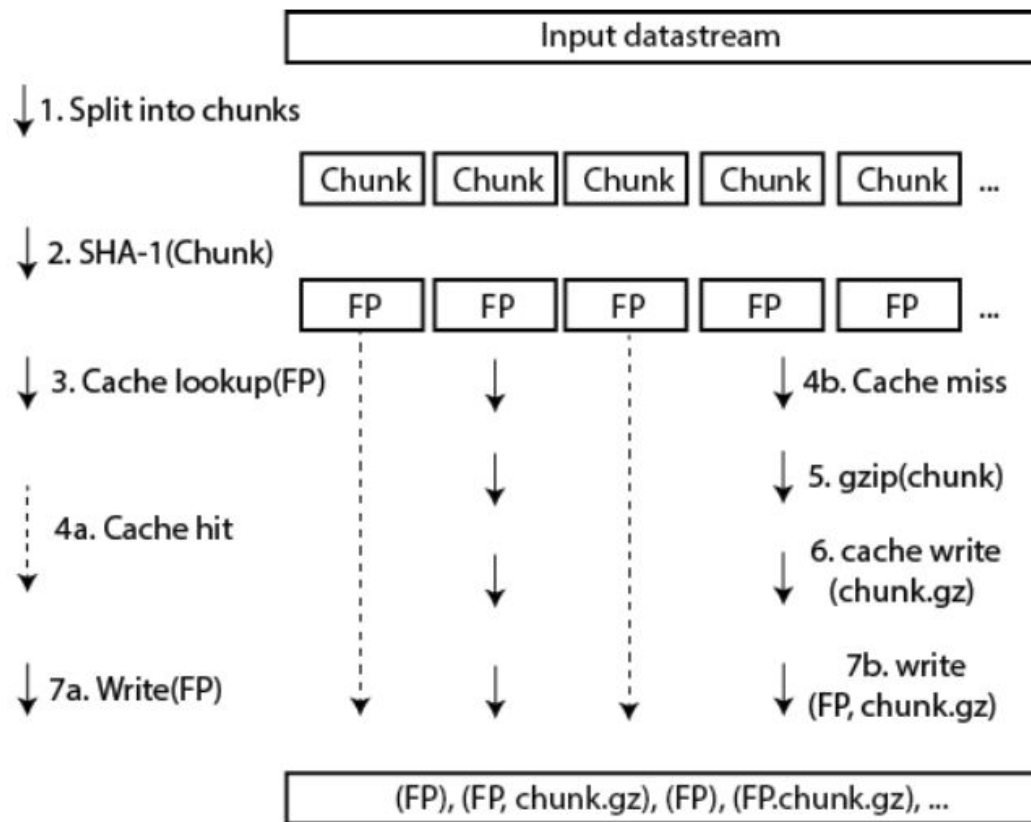 Input datastream
1. Split into chunks
Chunk Chunk Chunk Chunk Chunk ...
2. SHA-1(Chunk)
FP FP FP FP FP ...
3. Cache lookup(FP)
4b. Cache miss
5. gzip(chunk)
4a. Cache hit
6. cache write
(chunk.gz)
7a. Write(FP)
7b. write
(FP, chunk.gz)
(FP), (FP, chunk.gz), (FP), (FP.chunk.gz), ...